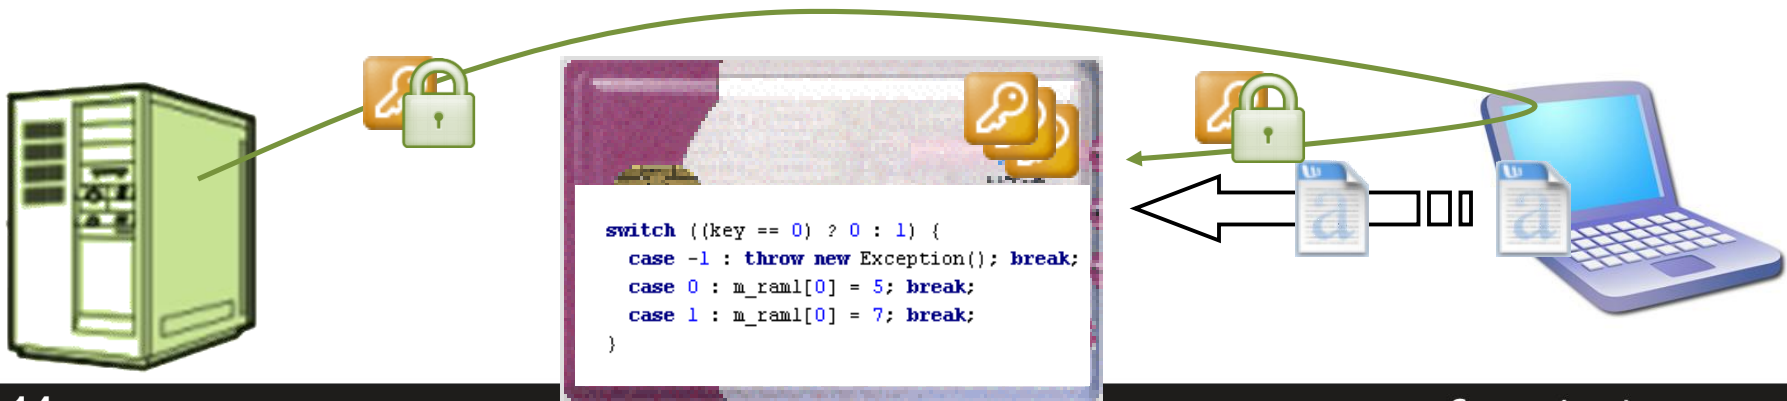 switch ((key == 0) ? 0 : 1) {
case -1 : throw new Exception(); break;
case 0 : m_ram1[0] = 5; break;
case 1 : m_ram1[0] = 7; break;
}